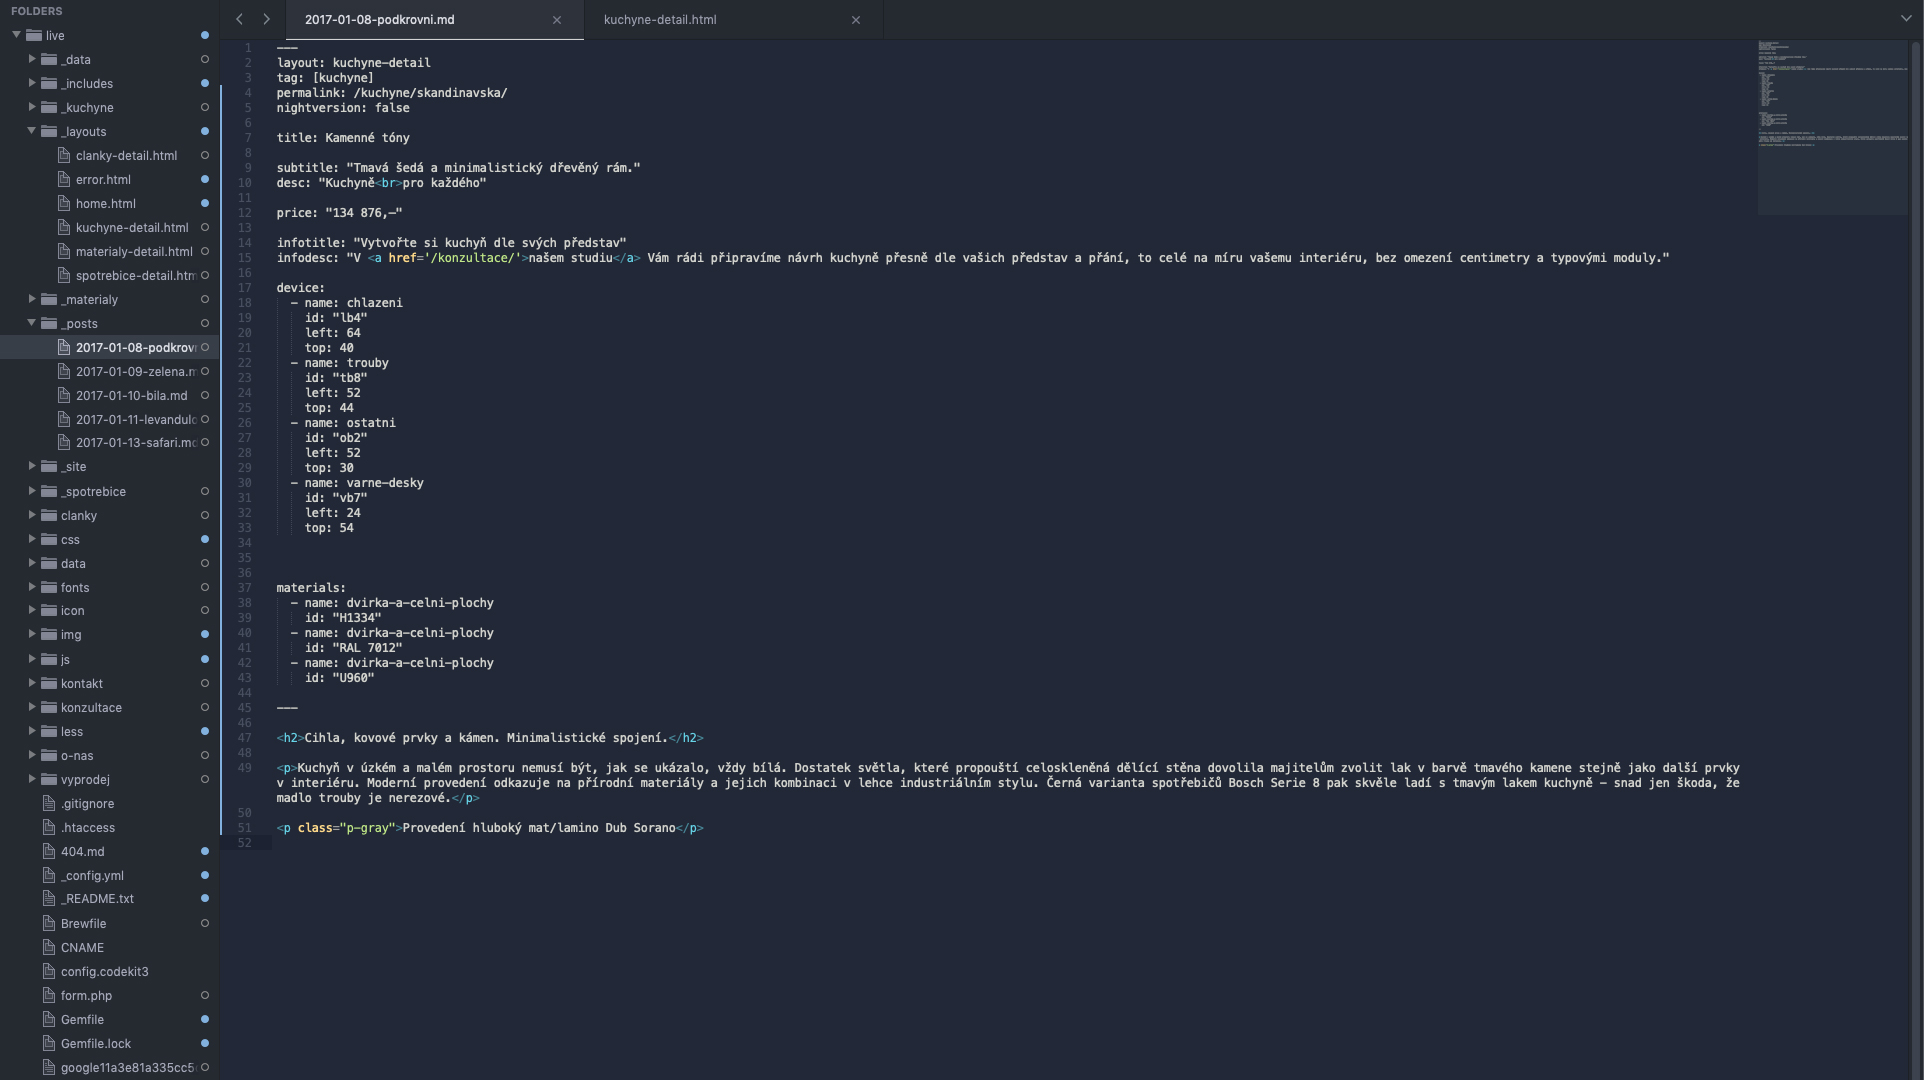 FOLDERS
live
_data
_includes
_kuchyne
_layouts
clanky-detail.html
error.html
home.html
kuchyne-detail.html
materialy-detail.html
spotrebice-detail.htm
_materialy
_posts
2017-01-08-podkrovn
2017-01-09-zelena.m
2017-01-10-bila.md
2017-01-11-levandulo
2017-01-13-safari.md
_site
_spotrebice
clanky
css
data
fonts
icon
img
js
kontakt
konzultace
less
o-nas
vyprodej
.gitignore
.htaccess
404.md
_config.yml
_README.txt
Brewfile
CNAME
config.codekit3
form.php
Gemfile
Gemfile.lock
google11a3e81a335cc5
2017-01-08-podkrovni.md
kuchyne-detail.html
1 ---
2 layout: kuchyne-detail
3 tag: [kuchyne]
4 permalink: /kuchyne/skandinavska/
5 nightversion: false
6
7 title: Kamenné tóny
8
9 subtitle: "Tmavá šedá a minimalistický dřevěný rám."
10 desc: "Kuchyně<br>pro každého"
11
12 price: "134 876,—"
13
14 infotitle: "Vytvořte si kuchyň dle svých představ"
15 infodesc: "V <a href='/konzultace/'>našem studiu</a> Vám rádi připravíme návrh kuchyně přesně dle vašich představ a přání, to celé na míru vašemu interiéru, bez omezení centimetry a typovými moduly."
16
17 device:
18 - name: chlazeni
19 id: "lb4"
20 left: 64
21 top: 40
22 - name: trouby
23 id: "tb8"
24 left: 52
25 top: 44
26 - name: ostatni
27 id: "ob2"
28 left: 52
29 top: 30
30 - name: varne-desky
31 id: "vb7"
32 left: 24
33 top: 54
34
35
36
37 materials:
38 - name: dvirka-a-celni-plochy
39 id: "H1334"
40 - name: dvirka-a-celni-plochy
41 id: "RAL 7012"
42 - name: dvirka-a-celni-plochy
43 id: "U960"
44
45 ---
46
47 <h2>Cihla, kovové prvky a kámen. Minimalistické spojení.</h2>
48
49 <p>Kuchyň v úzkém a malém prostoru nemusí být, jak se ukázalo, vždy bílá. Dostatek světla, které propouští celoskleněná dělící stěna dovolila majitelům zvolit lak v barvě tmavého kamene stejně jako další prvky
v interiéru. Moderní provedení odkazuje na přírodní materiály a jejich kombinaci v lehce industriálním stylu. Černá varianta spotřebičů Bosch Serie 8 pak skvěle ladí s tmavým lakem kuchyně – snad jen škoda, že
madlo trouby je nerezové.</p>
50
51 <p class="p-gray">Provedení hluboký mat/lamino Dub Sorano</p>
52